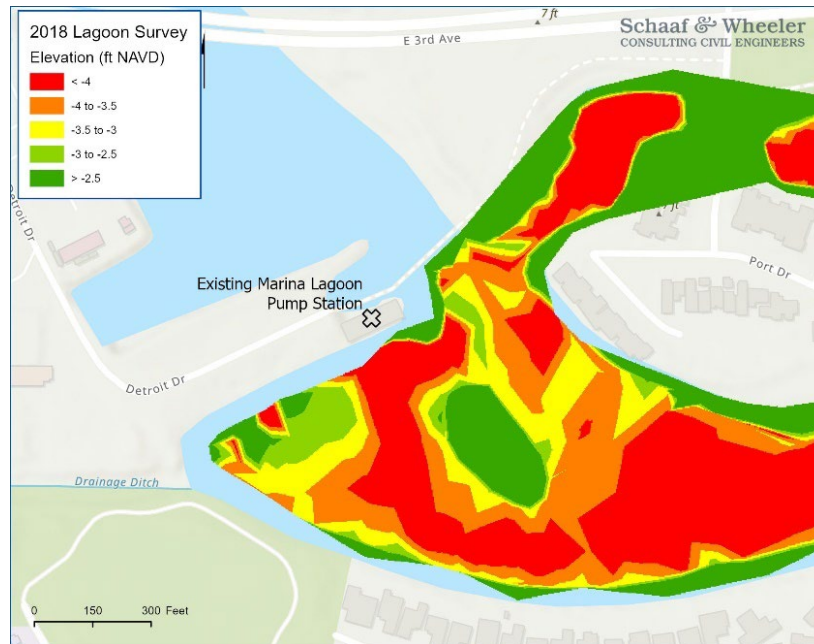 2018 Lagoon Survey
Elevation (ft NAVD)
< -4
-4 to -3.5
-3.5 to -3
-3 to -2.5
> -2.5
7 ft
E 3rd Ave
Schaaf & Wheeler
CONSULTING CIVIL ENGINEERS
Detroit Dr
7 ft
Port Dr
Existing Marina Lagoon
Pump Station
Detroit Dr
Drainage Ditch
0 150 300 Feet